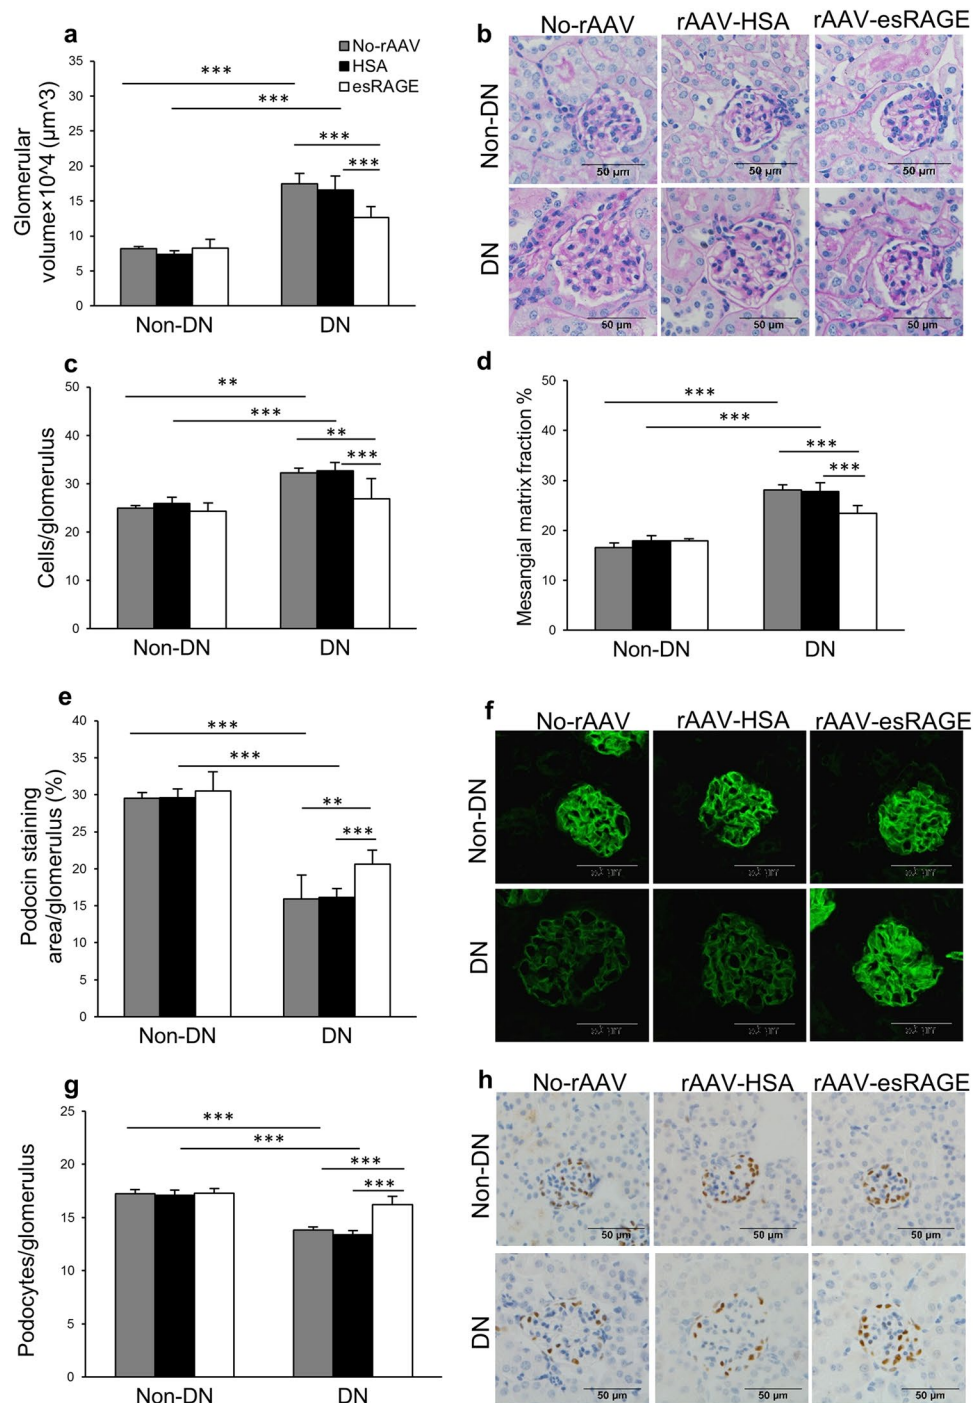 a
No-rAAV
HSA
esRAGE
35
30
25
20
15
10
5
0
Glomerular
volume×10^4 (µm^3)
***
***
***
***
Non-DN
DN
b
No-rAAV
rAAV-HSA
rAAV-esRAGE
Non-DN
50 µm
50 µm
50 µm
DN
50 µm
50 µm
50 µm
c
50
40
30
20
10
0
Cells/glomerulus
**
***
**
***
Non-DN
DN
d
50
40
30
20
10
0
Mesangial matrix fraction %
***
***
***
***
Non-DN
DN
e
40
35
30
25
20
15
10
5
0
Podocin staining
area/glomerulus (%)
***
***
**
***
Non-DN
DN
f
No-rAAV
rAAV-HSA
rAAV-esRAGE
Non-DN
DN
g
25
20
15
10
5
0
Podocytes/glomerulus
***
***
***
***
Non-DN
DN
h
No-rAAV
rAAV-HSA
rAAV-esRAGE
Non-DN
50 µm
50 µm
50 µm
DN
50 µm
50 µm
50 µm